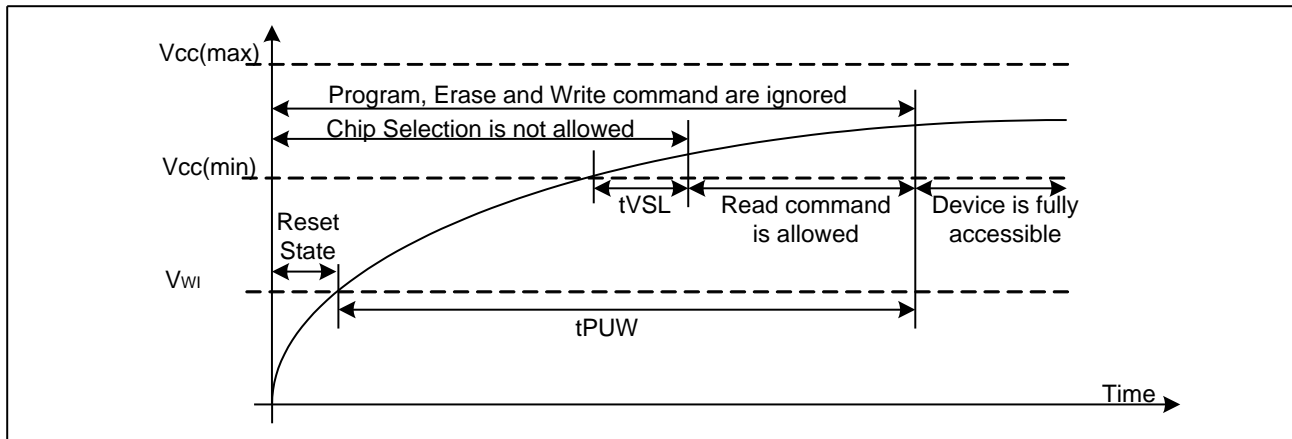 Vcc(max)
Program, Erase and Write command are ignored
Chip Selection is not allowed
Vcc(min)
tVSL
Read command
is allowed
Device is fully
accessible
Reset
State
VWI
tPUW
Time